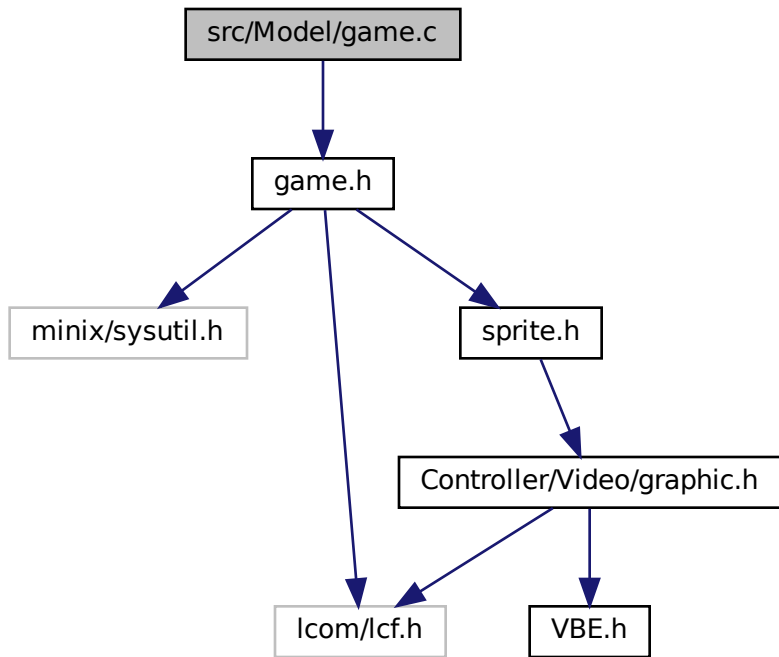 src/Model/game.c
game.h
minix/sysutil.h
sprite.h
Controller/Video/graphic.h
lcom/lcf.h
VBE.h